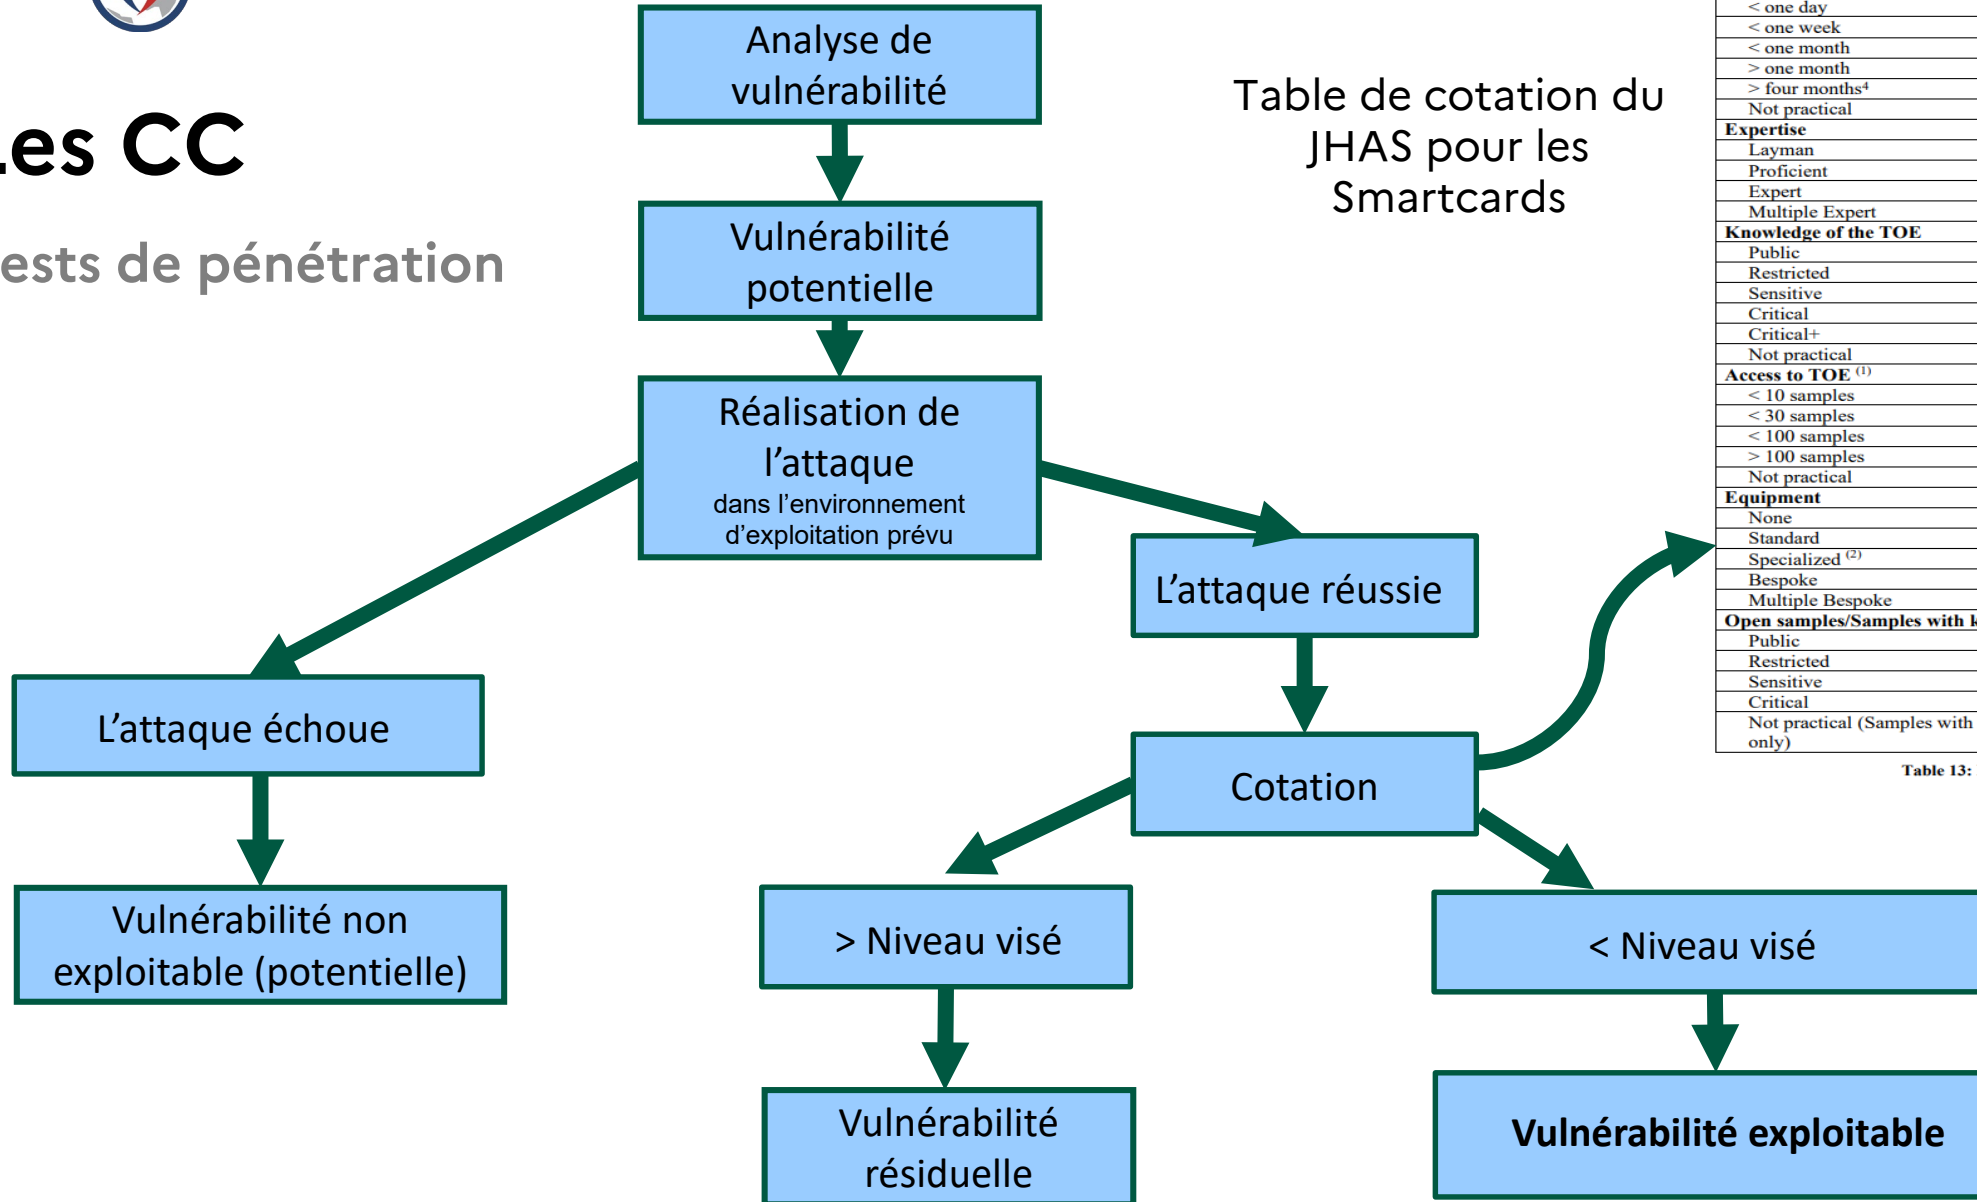 Les CC
ests de pénétration
Analyse de
vulnérabilité
Vulnérabilité
potentielle
Réalisation de
l'attaque
dans l'environnement
d'exploitation prévu
L'attaque échoue
Vulnérabilité non
exploitable (potentielle)
L'attaque réussie
Cotation
> Niveau visé
Vulnérabilité
résiduelle
< Niveau visé
Vulnérabilité exploitable
Table de cotation du
JHAS pour les
Smartcards
< one day
< one week
< one month
> one month
> four months⁴
Not practical
Expertise
Layman
Proficient
Expert
Multiple Expert
Knowledge of the TOE
Public
Restricted
Sensitive
Critical
Critical+
Not practical
Access to TOE (1)
< 10 samples
< 30 samples
< 100 samples
> 100 samples
Not practical
Equipment
None
Standard
Specialized (2)
Bespoke
Multiple Bespoke
Open samples/Samples with k
Public
Restricted
Sensitive
Critical
Not practical (Samples with
only)
Table 13: